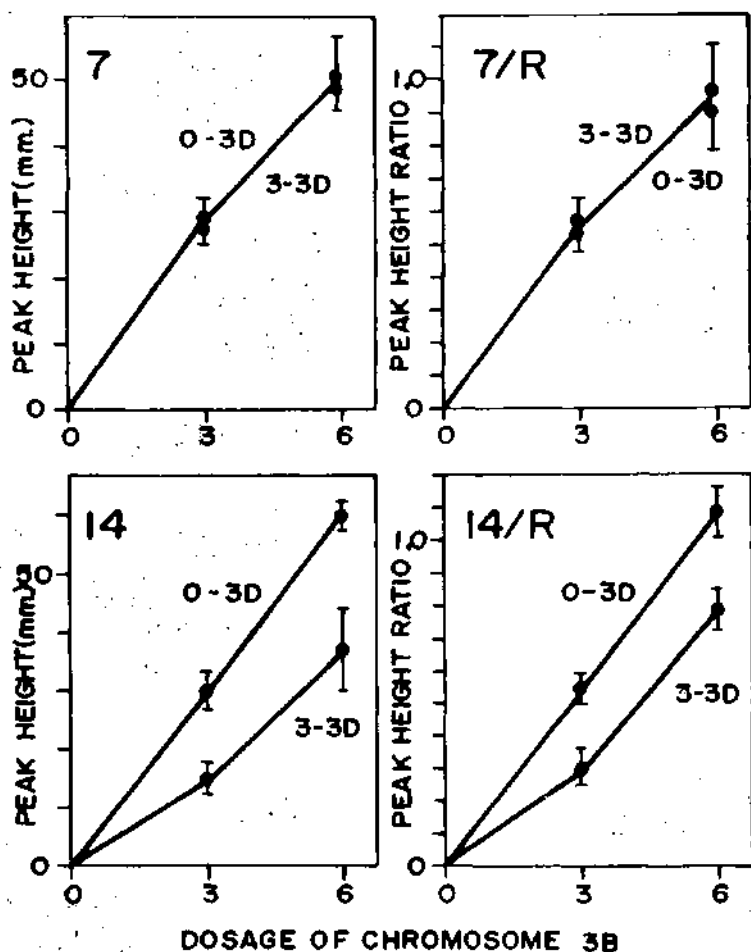 PEAK HEIGHT(mm.)
50
0
7
0-3D
3-3D
0 3 6
PEAK HEIGHT RATIO
1.0
0
7/R
3-3D
0-3D
0 3 6
PEAK HEIGHT(mm)
0
14
0-3D
3-3D
0 3 6
PEAK HEIGHT RATIO
1.0
0
14/R
0-3D
3-3D
0 3 6
DOSAGE OF CHROMOSOME 3B